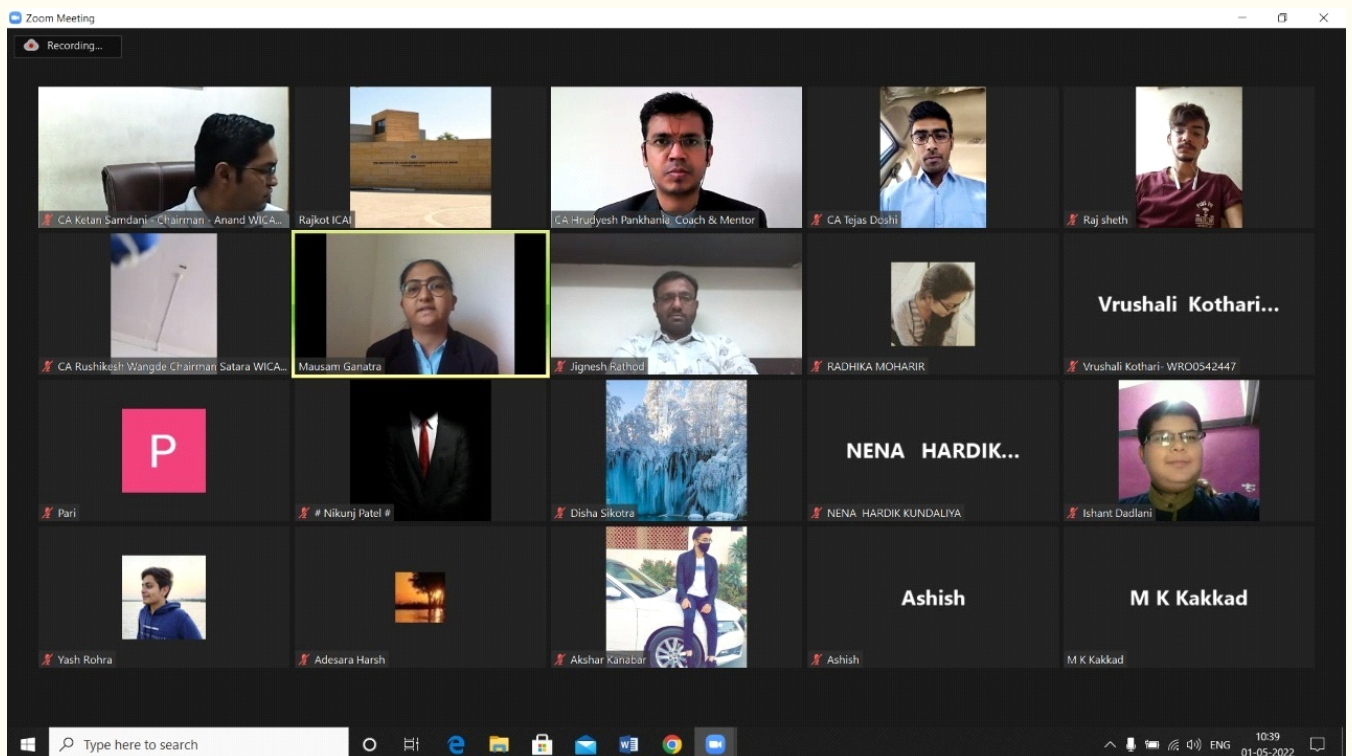 Zoom Meeting
Recording...
CA Ketan Samdani - Chairman - Anand WICA...
Rajkot ICAI
CA Hrudyesh Pankhania Coach & Mentor
CA Tejas Doshi
Raj sheth
CA Rushikesh Wangde Chairman Satara WICA...
Mausam Ganatra
Jignesh Rathod
RADHIKA MOHARIR
Vrushali Kothari...
Vrushali Kothari- WRO0542447
P
Pari
# Nikunj Patel #
Disha Sikotra
NENA HARDIK...
NENA HARDIK KUNDALIYA
Ishant Dadlani
Yash Rohra
Adesara Harsh
Akshar Kanabar
Ashish
Ashish
M K Kakkad
M K Kakkad
Type here to search
ENG
10:39
01-05-2022